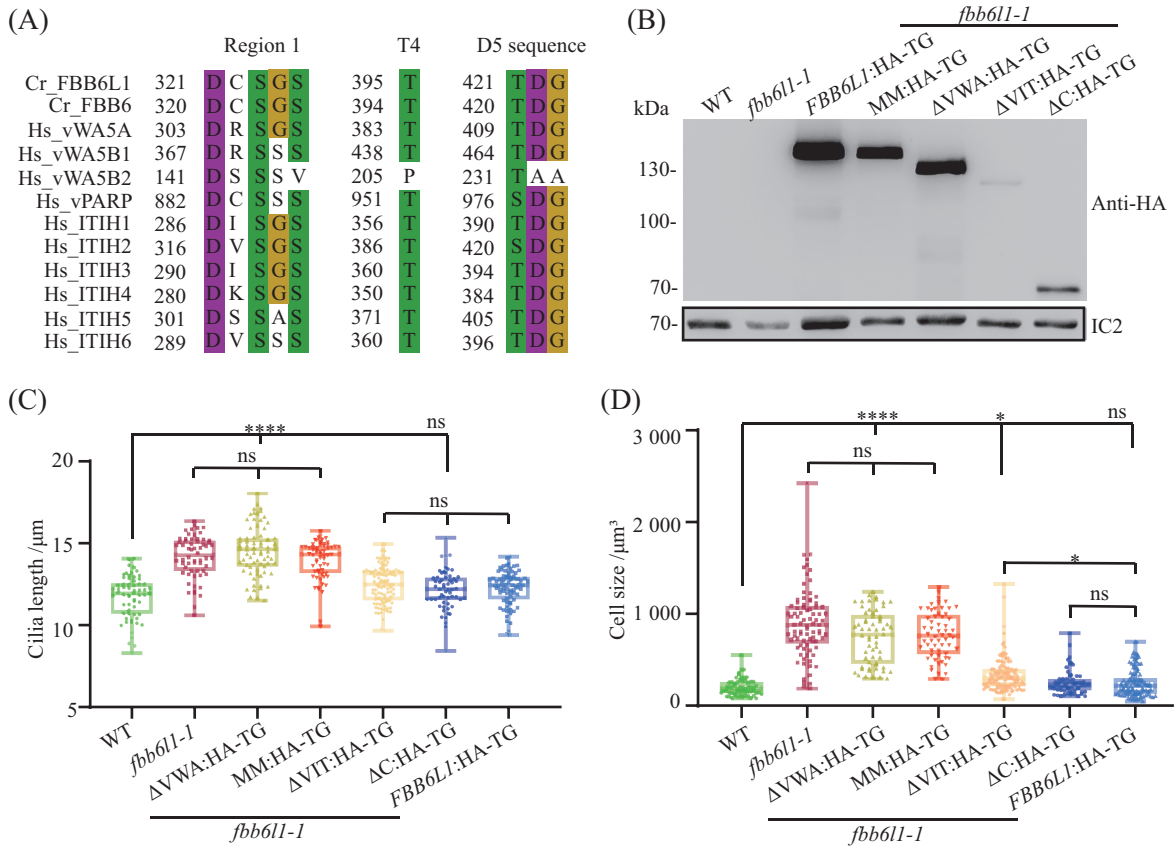 (A)
Region 1 T4 D5 sequence
Cr_FBB6L1 321 D C S G S 395 T 421 T D G
Cr_FBB6 320 D C S G S 394 T 420 T D G
Hs_vWA5A 303 D R S G S 383 T 409 T D G
Hs_vWA5B1 367 D R S S S 438 T 464 T D G
Hs_vWA5B2 141 D S S S V 205 P 231 T A A
Hs_vPARP 882 D C S S S 951 T 976 S D G
Hs_ITIH1 286 D I S G S 356 T 390 T D G
Hs_ITIH2 316 D V S G S 386 T 420 S D G
Hs_ITIH3 290 D I S G S 360 T 394 T D G
Hs_ITIH4 280 D K S G S 350 T 384 T D G
Hs_ITIH5 301 D S S A S 371 T 405 T D G
Hs_ITIH6 289 D V S S S 360 T 396 T D G
(B)
fbb6l1-1
kDa WT fbb6l1-1 FBB6L1:HA-TG MM:HA-TG ΔVWA:HA-TG ΔVIT:HA-TG ΔC:HA-TG
130-
Anti-HA
100-
70-
70- IC2
(C)
**** ns
ns
ns
Cilia length /μm
20
15
10
5
WT fbb6l1-1 ΔVWA:HA-TG MM:HA-TG ΔVIT:HA-TG ΔC:HA-TG FBB6L1:HA-TG
fbb6l1-1
(D)
**** * ns
ns
*
ns
Cell size /μm³
3 000
2 000
1 000
0
WT fbb6l1-1 ΔVWA:HA-TG MM:HA-TG ΔVIT:HA-TG ΔC:HA-TG FBB6L1:HA-TG
fbb6l1-1